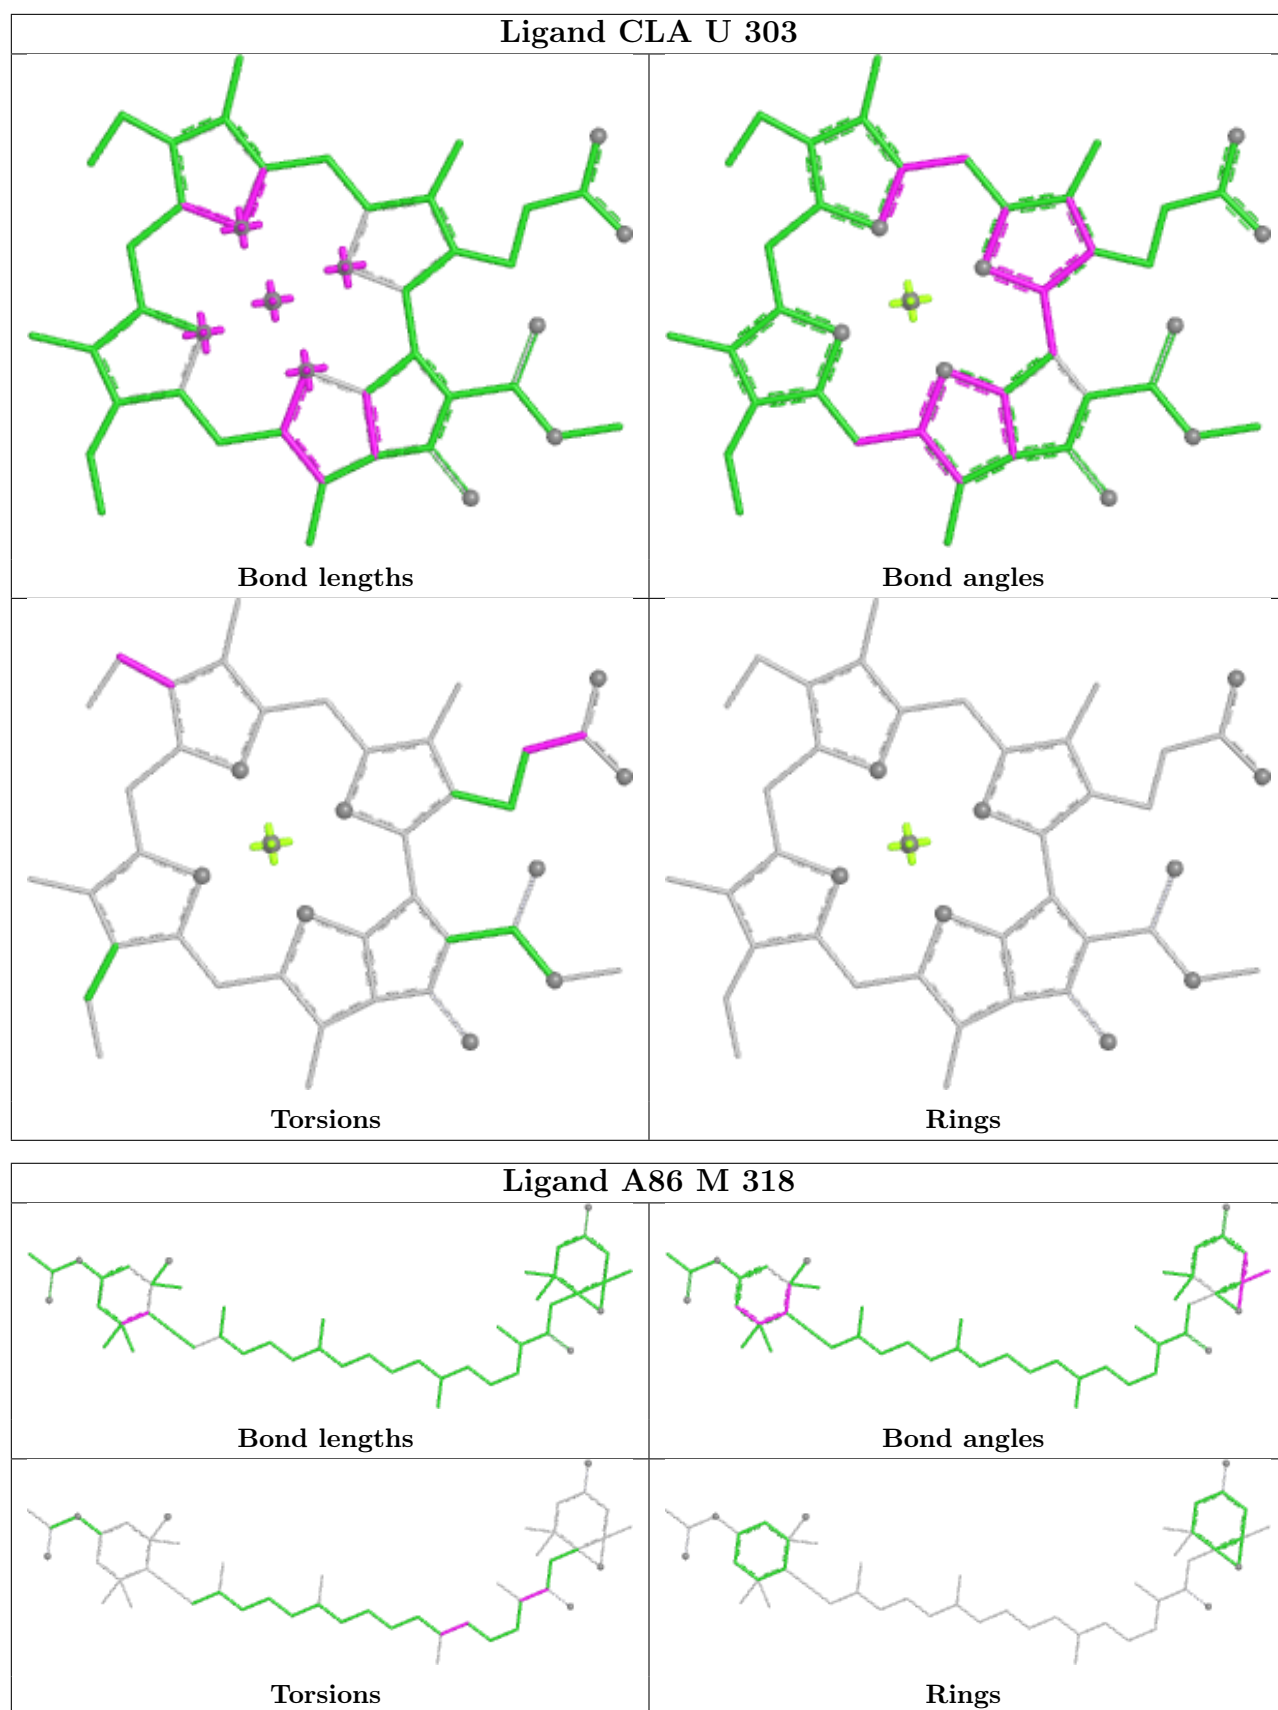 Ligand CLA U 303
Bond lengths
Bond angles
Torsions
Rings
Ligand A86 M 318
Bond lengths
Bond angles
Torsions
Rings